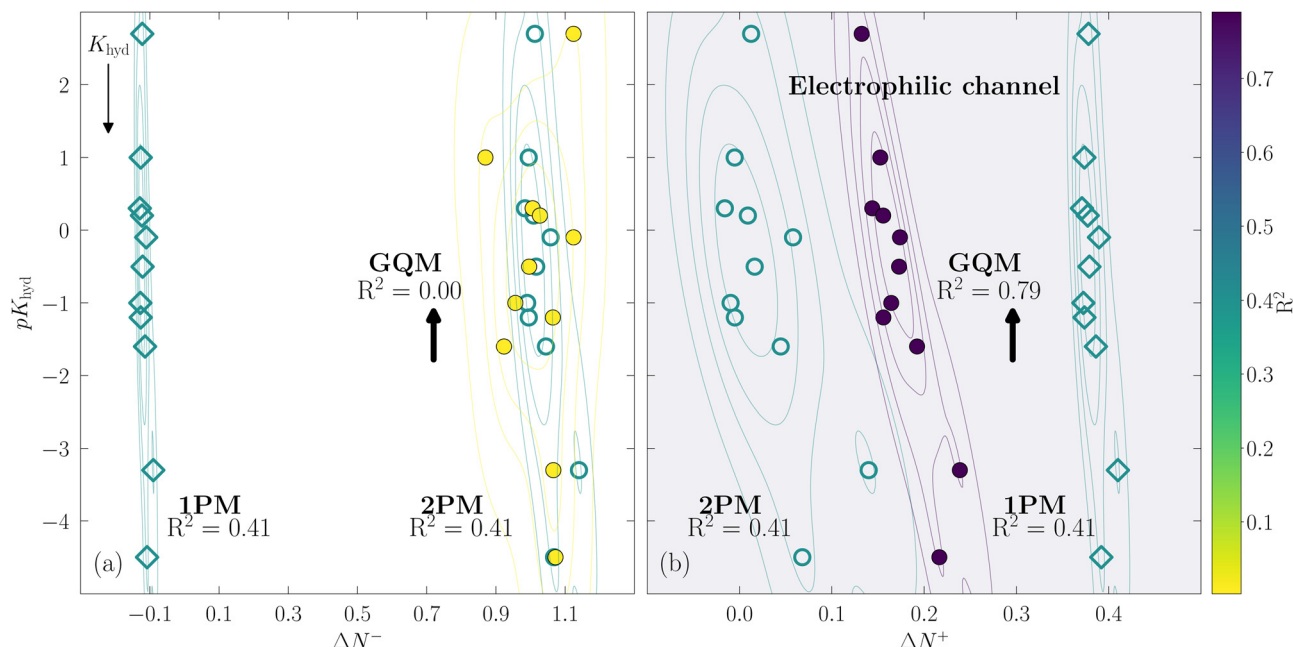 K_hyd
2
1
0
−1
−2
−3
−4
pK_hyd
GQM
R² = 0.00
1PM
R² = 0.41
2PM
R² = 0.41
(a)
−0.1 0.1 0.3 0.5 0.7 0.9 1.1
ΔN⁻
Electrophilic channel
GQM
R² = 0.79
2PM
R² = 0.41
1PM
R² = 0.41
(b)
0.0 0.1 0.2 0.3 0.4
ΔN⁺
0.7
0.6
0.5
0.4
0.3
0.2
0.1
R²